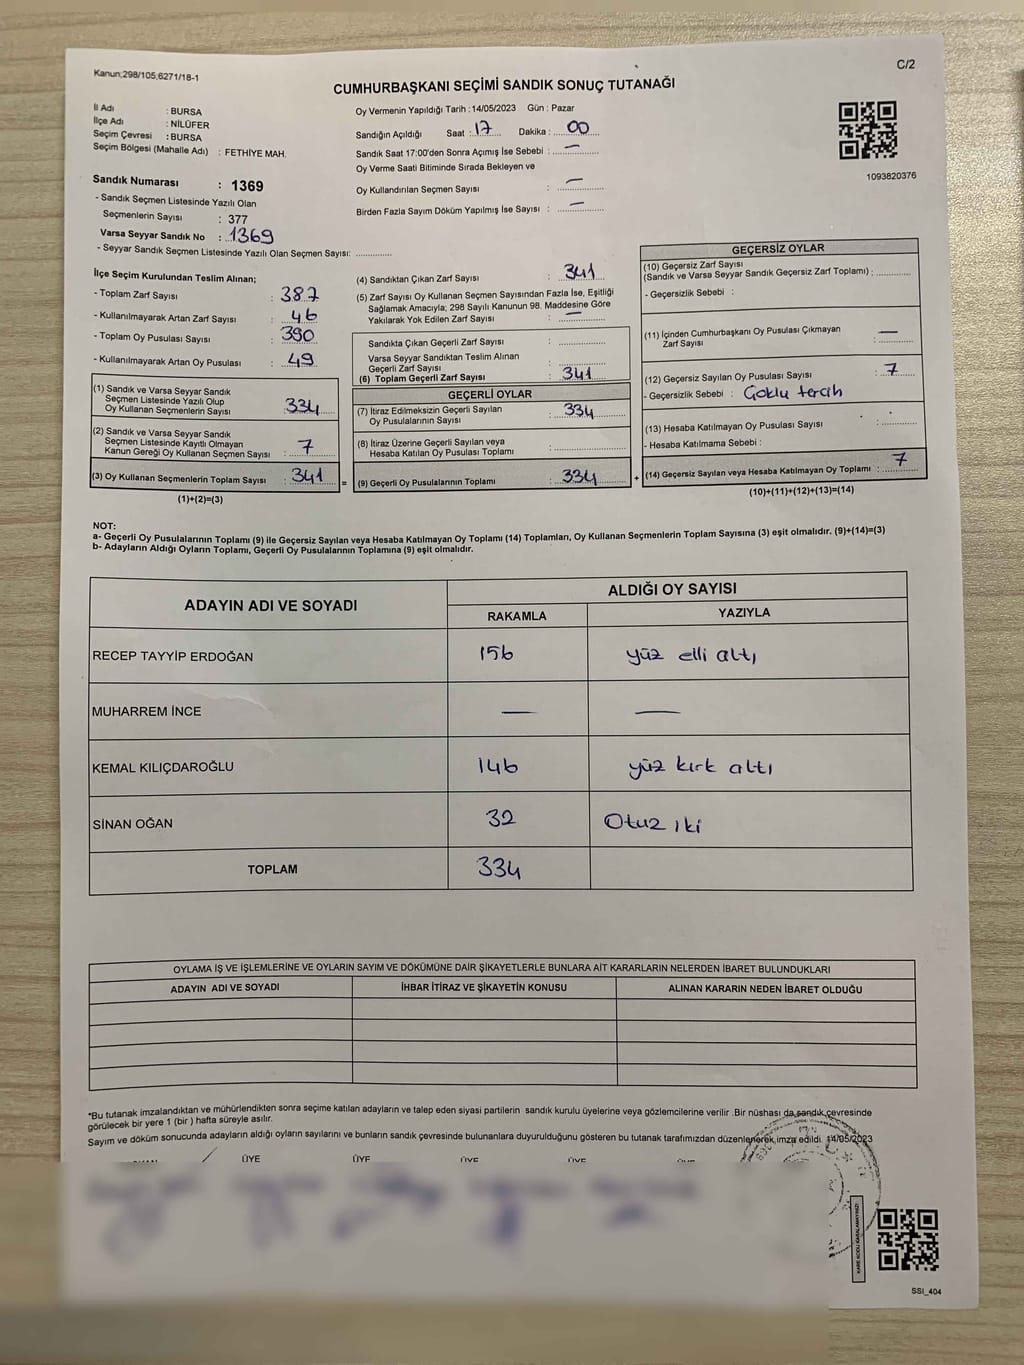 Kanun;298/105;6271/18-1
C/2
CUMHURBAŞKANI SEÇİMİ SANDIK SONUÇ TUTANAĞI
İl Adı : BURSA
İlçe Adı : NİLÜFER
Seçim Çevresi : BURSA
Seçim Bölgesi (Mahalle Adı) : FETHİYE MAH.
Oy Vermenin Yapıldığı Tarih : 14/05/2023 Gün : Pazar
Sandığın Açıldığı Saat : 17 Dakika : 00
Sandık Saat 17:00'den Sonra Açımış İse Sebebi : —
Oy Verme Saati Bitiminde Sırada Bekleyen ve
Oy Kullandırılan Seçmen Sayısı : —
Birden Fazla Sayım Döküm Yapılmış İse Sayısı : —
1093820376
Sandık Numarası : 1369
- Sandık Seçmen Listesinde Yazılı Olan
Seçmenlerin Sayısı : 377
Varsa Seyyar Sandık No : 1369
- Seyyar Sandık Seçmen Listesinde Yazılı Olan Seçmen Sayısı:
İlçe Seçim Kurulundan Teslim Alınan;
- Toplam Zarf Sayısı : 387
- Kullanılmayarak Artan Zarf Sayısı : 46
- Toplam Oy Pusulası Sayısı : 390
- Kullanılmayarak Artan Oy Pusulası : 49
(1) Sandık ve Varsa Seyyar Sandık
Seçmen Listesinde Yazılı Olup
Oy Kullanan Seçmenlerin Sayısı : 334
(2) Sandık ve Varsa Seyyar Sandık
Seçmen Listesinde Kayıtlı Olmayan
Kanun Gereği Oy Kullanan Seçmen Sayısı : 7
(3) Oy Kullanan Seçmenlerin Toplam Sayısı : 341 =
(1)+(2)=(3)
(4) Sandıktan Çıkan Zarf Sayısı : 341
(5) Zarf Sayısı Oy Kullanan Seçmen Sayısından Fazla İse, Eşitliği
Sağlamak Amacıyla; 298 Sayılı Kanunun 98. Maddesine Göre
Yakılarak Yok Edilen Zarf Sayısı : —
Sandıkta Çıkan Geçerli Zarf Sayısı :
Varsa Seyyar Sandıktan Teslim Alınan
Geçerli Zarf Sayısı :
(6) Toplam Geçerli Zarf Sayısı : 341
GEÇERLİ OYLAR
(7) İtiraz Edilmeksizin Geçerli Sayılan
Oy Pusulalarının Sayısı : 334
(8) İtiraz Üzerine Geçerli Sayılan veya
Hesaba Katılan Oy Pusulası Toplamı :
(9) Geçerli Oy Pusulalarının Toplamı : 334 +
GEÇERSİZ OYLAR
(10) Geçersiz Zarf Sayısı
(Sandık ve Varsa Seyyar Sandık Geçersiz Zarf Toplamı) :
- Geçersizlik Sebebi :
(11) İçinden Cumhurbaşkanı Oy Pusulası Çıkmayan
Zarf Sayısı : —
(12) Geçersiz Sayılan Oy Pusulası Sayısı : 7
- Geçersizlik Sebebi : Çoklu tercih
(13) Hesaba Katılmayan Oy Pusulası Sayısı :
- Hesaba Katılmama Sebebi :
(14) Geçersiz Sayılan veya Hesaba Katılmayan Oy Toplamı : 7
(10)+(11)+(12)+(13)=(14)
NOT:
a- Geçerli Oy Pusulalarının Toplamı (9) ile Geçersiz Sayılan veya Hesaba Katılmayan Oy Toplamı (14) Toplamları, Oy Kullanan Seçmenlerin Toplam Sayısına (3) eşit olmalıdır. (9)+(14)=(3)
b- Adayların Aldığı Oyların Toplamı, Geçerli Oy Pusulalarının Toplamına (9) eşit olmalıdır.
ADAYIN ADI VE SOYADI
ALDIĞI OY SAYISI
RAKAMLA YAZIYLA
RECEP TAYYİP ERDOĞAN 156 yüz elli altı
MUHARREM İNCE — —
KEMAL KILIÇDAROĞLU 146 yüz kırk altı
SİNAN OĞAN 32 Otuz iki
TOPLAM 334
OYLAMA İŞ VE İŞLEMLERİNE VE OYLARIN SAYIM VE DÖKÜMÜNE DAİR ŞİKAYETLERLE BUNLARA AİT KARARLARIN NELERDEN İBARET BULUNDUKLARI
ADAYIN ADI VE SOYADI İHBAR İTİRAZ VE ŞİKAYETİN KONUSU ALINAN KARARIN NEDEN İBARET OLDUĞU
*Bu tutanak imzalandıktan ve mühürlendikten sonra seçime katılan adayların ve talep eden siyasi partilerin sandık kurulu üyelerine veya gözlemcilerine verilir .Bir nüshası da sandık çevresinde
görülecek bir yere 1 (bir ) hafta süreyle asılır.
Sayım ve döküm sonucunda adayların aldığı oyların sayılarını ve bunların sandık çevresinde bulunanlara duyurulduğunu gösteren bu tutanak tarafımızdan düzenlenerek imza edildi. 14/05/2023
ÜYE ÜYE ÜYE ÜYE
KARE KODU KARALAMAYINIZ!
SSI_404